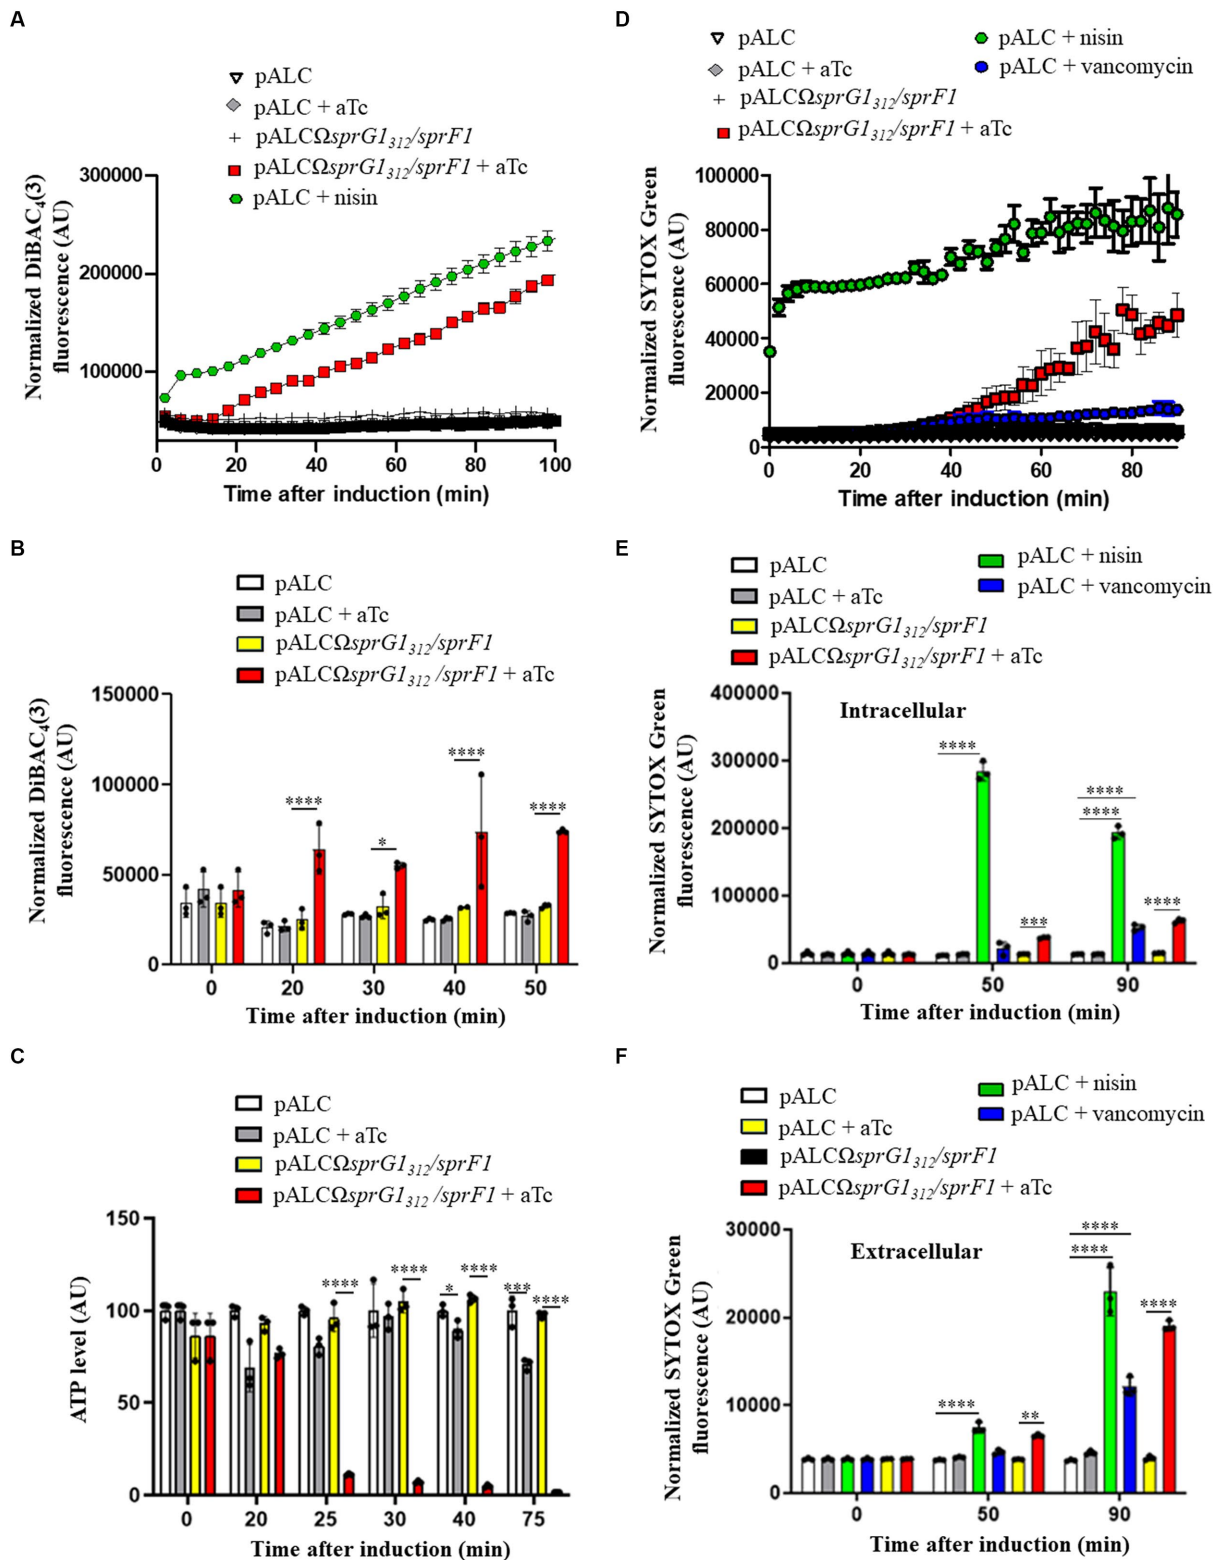 A
pALC
pALC + aTc
pALCΩsprG1312/sprF1
pALCΩsprG1312/sprF1 + aTc
pALC + nisin
Normalized DiBAC4(3)
fluorescence (AU)
300000
200000
100000
0 20 40 60 80 100
Time after induction (min)
B
pALC
pALC + aTc
pALCΩsprG1312/sprF1
pALCΩsprG1312 /sprF1 + aTc
Normalized DiBAC4(3)
fluorescence (AU)
150000
100000
50000
0
**** * **** ****
0 20 30 40 50
Time after induction (min)
C
pALC
pALC + aTc
pALCΩsprG1312/sprF1
pALCΩsprG1312 /sprF1 + aTc
ATP level (AU)
150
100
50
0
**** **** * **** *** ****
0 20 25 30 40 75
Time after induction (min)
D
pALC
pALC + aTc
pALCΩsprG1312/sprF1
pALCΩsprG1312/sprF1 + aTc
pALC + nisin
pALC + vancomycin
Normalized SYTOX Green
fluorescence (AU)
100000
80000
60000
40000
20000
0
0 20 40 60 80
Time after induction (min)
E
pALC
pALC + aTc
pALCΩsprG1312/sprF1
pALCΩsprG1312/sprF1 + aTc
pALC + nisin
pALC + vancomycin
Normalized SYTOX Green
fluorescence (AU)
Intracellular
400000
300000
200000
100000
0
**** *** **** **** ****
0 50 90
Time after induction (min)
F
pALC
pALC + aTc
pALCΩsprG1312/sprF1
pALCΩsprG1312/sprF1 + aTc
pALC + nisin
pALC + vancomycin
Normalized SYTOX Green
fluorescence (AU)
Extracellular
30000
20000
10000
0
**** ** **** **** ****
0 50 90
Time after induction (min)